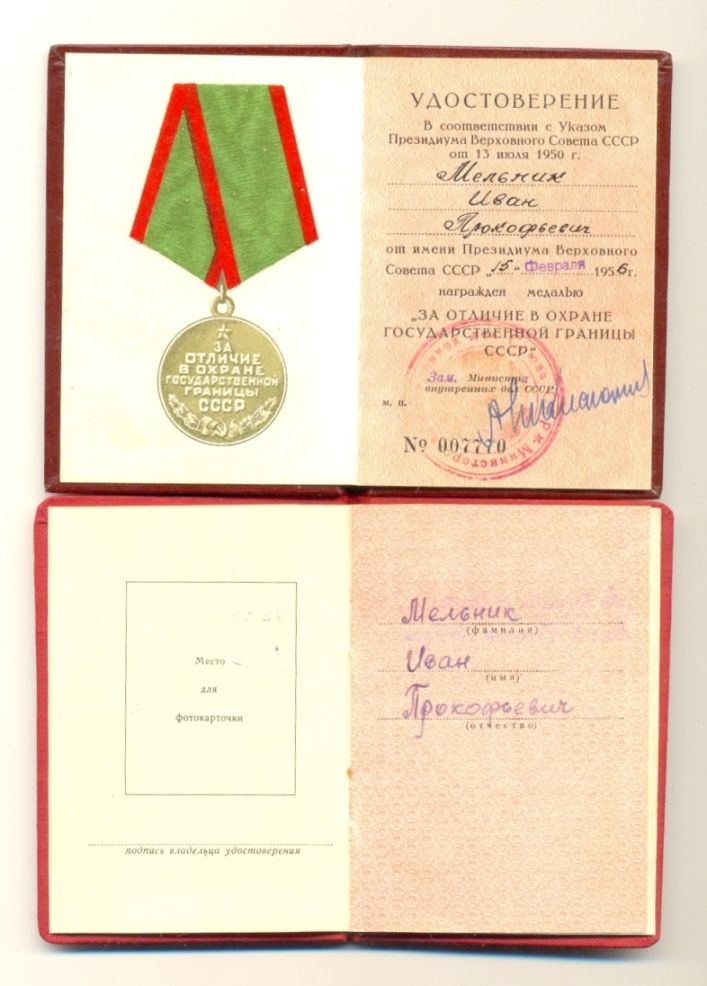 ЗА
ОТЛИЧИЕ
В ОХРАНЕ
ГОСУДАРСТВЕННОЙ
ГРАНИЦЫ
СССР
УДОСТОВЕРЕНИЕ
В соответствии с Указом
Президиума Верховного Совета СССР
от 13 июля 1950 г.
Мельник
Иван
Прокофьевич
от имени Президиума Верховного
Совета СССР „15“ февраля 1956 г.
награжден медалью
„ЗА ОТЛИЧИЕ В ОХРАНЕ
ГОСУДАРСТВЕННОЙ ГРАНИЦЫ
СССР“
Зам. Министра
внутренних дел СССР
м. п.
№ 007770
Место
для
фотокарточки
подпись владельца удостоверения
Мельник
(фамилия)
Иван
(имя)
Прокофьевич
(отчество)